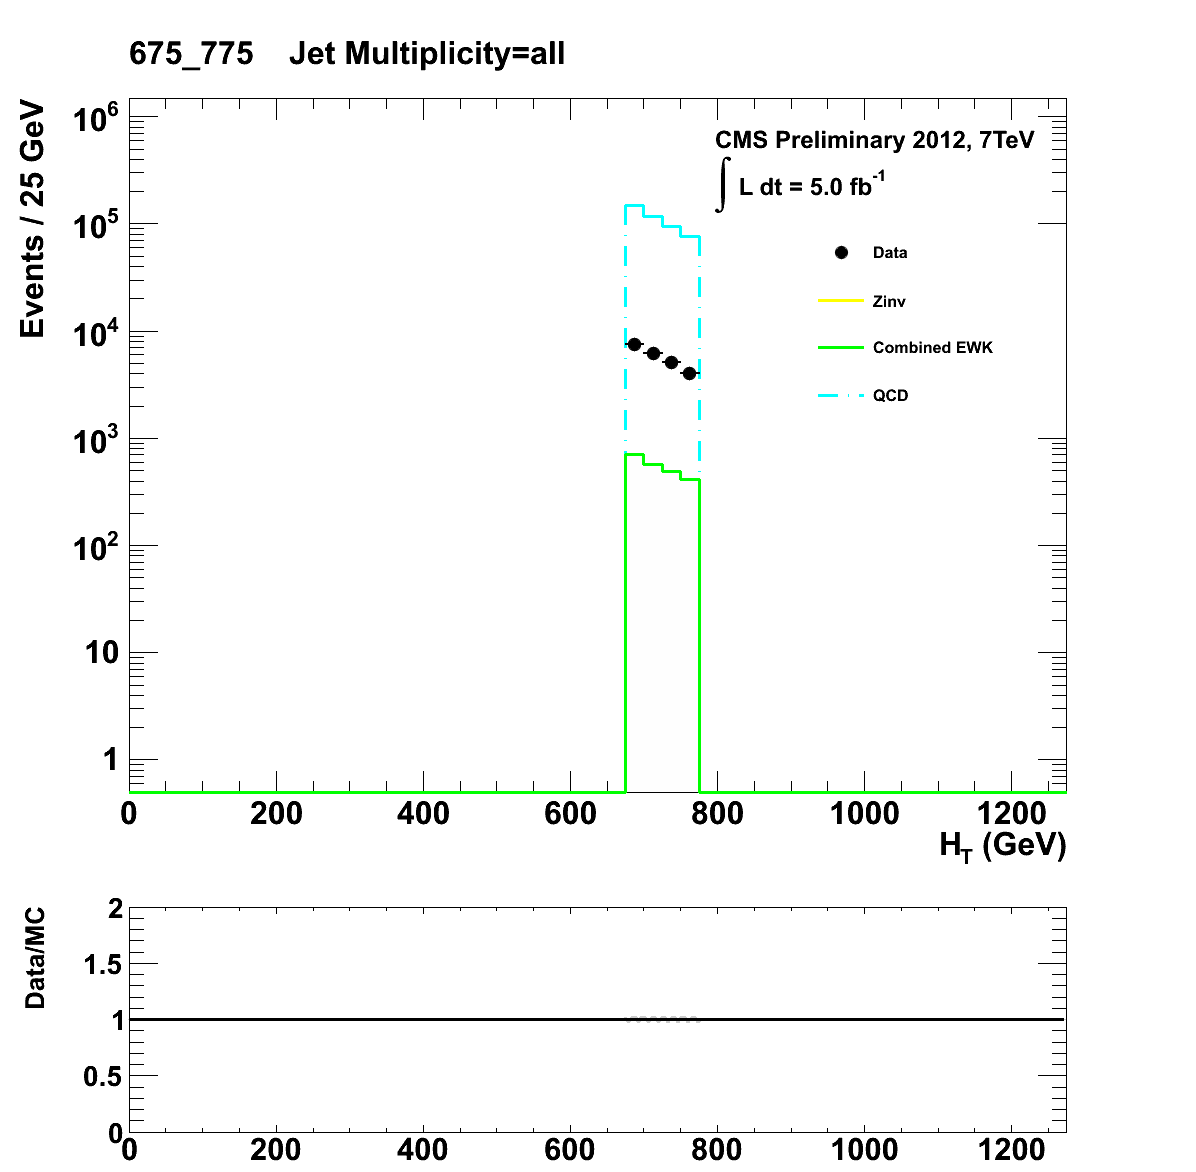 675_775 Jet Multiplicity=all
Events / 25 GeV
10^6
10^5
10^4
10^3
10^2
10
1
CMS Preliminary 2012, 7TeV
∫ L dt = 5.0 fb^-1
Data
Zinv
Combined EWK
QCD
0 200 400 600 800 1000 1200
H_T (GeV)
Data/MC
2
1.5
1
0.5
0
0 200 400 600 800 1000 1200